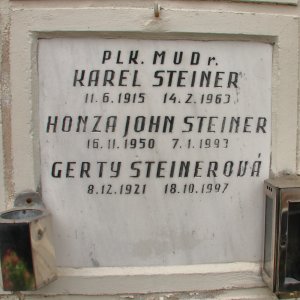 PLK. MUDr.
KAREL STEINER
11.6.1915 14.2.1963
HONZA JOHN STEINER
16.11.1950 7.1.1993
GERTY STEINEROVÁ
8.12.1921 18.10.1997